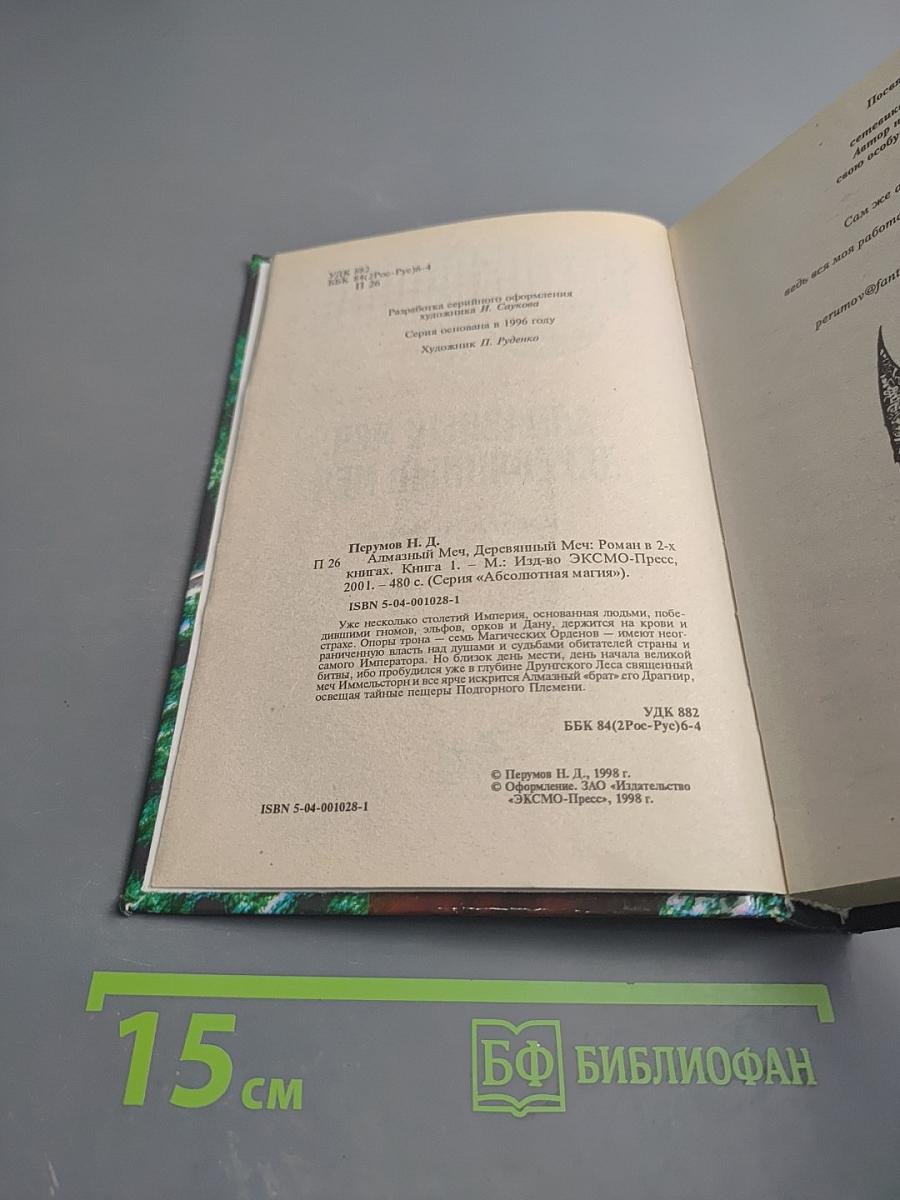 УДК 882
ББК 84(2Рос-Рус)6-4
П 26
Разработка серийного оформления
художника И. Саукова
Серия основана в 1996 году
Художник П. Руденко
Перумов Н. Д.
П 26 Алмазный Меч, Деревянный Меч: Роман в 2-х
книгах. Книга 1. – М.: Изд-во ЭКСМО-Пресс,
2001. – 480 с. (Серия «Абсолютная магия»).
ISBN 5-04-001028-1
Уже несколько столетий Империя, основанная людьми, побе-
дившими гномов, эльфов, орков и Дану, держится на крови и
страхе. Опоры трона — семь Магических Орденов — имеют неог-
раниченную власть над душами и судьбами обитателей страны и
самого Императора. Но близок день мести, день начала великой
битвы, ибо пробудился уже в глубине Друнгского Леса священный
меч Иммельсторн и все ярче искрится Алмазный «брат» его Драгнир,
освещая тайные пещеры Подгорного Племени.
УДК 882
ББК 84(2Рос-Рус)6-4
© Перумов Н. Д., 1998 г.
© Оформление. ЗАО «Издательство
«ЭКСМО-Пресс», 1998 г.
ISBN 5-04-001028-1
Автор
свою особу
Сам же
ведь вся моя
perumov@fant
15 см
БФ БИБЛИОФАН